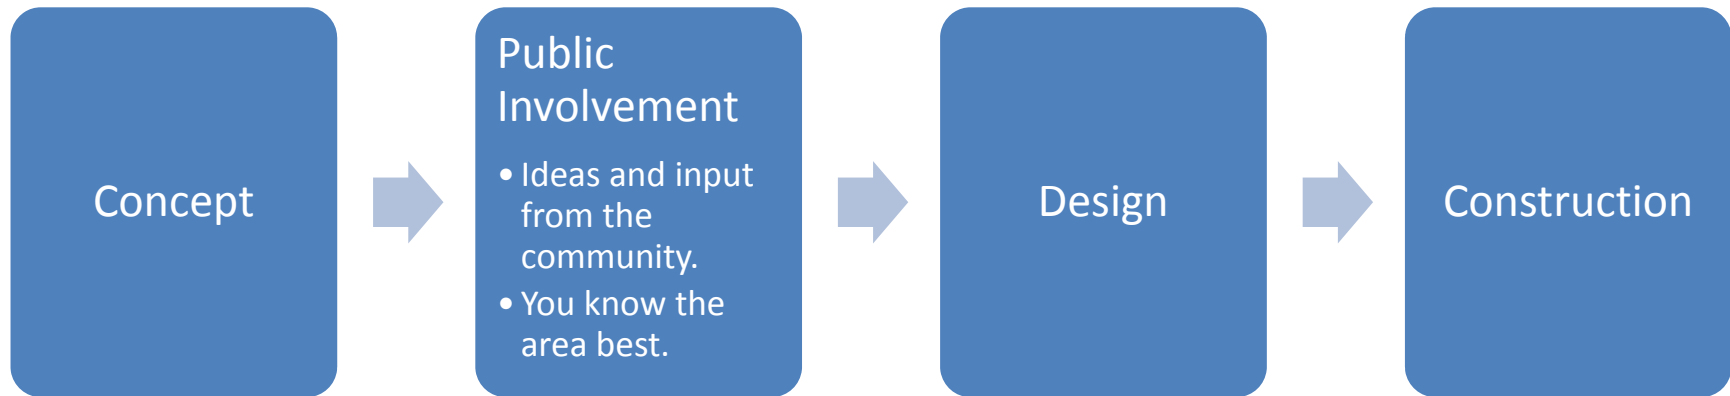 Concept
Public
Involvement
• Ideas and input
from the
community.
• You know the
area best.
Design
Construction